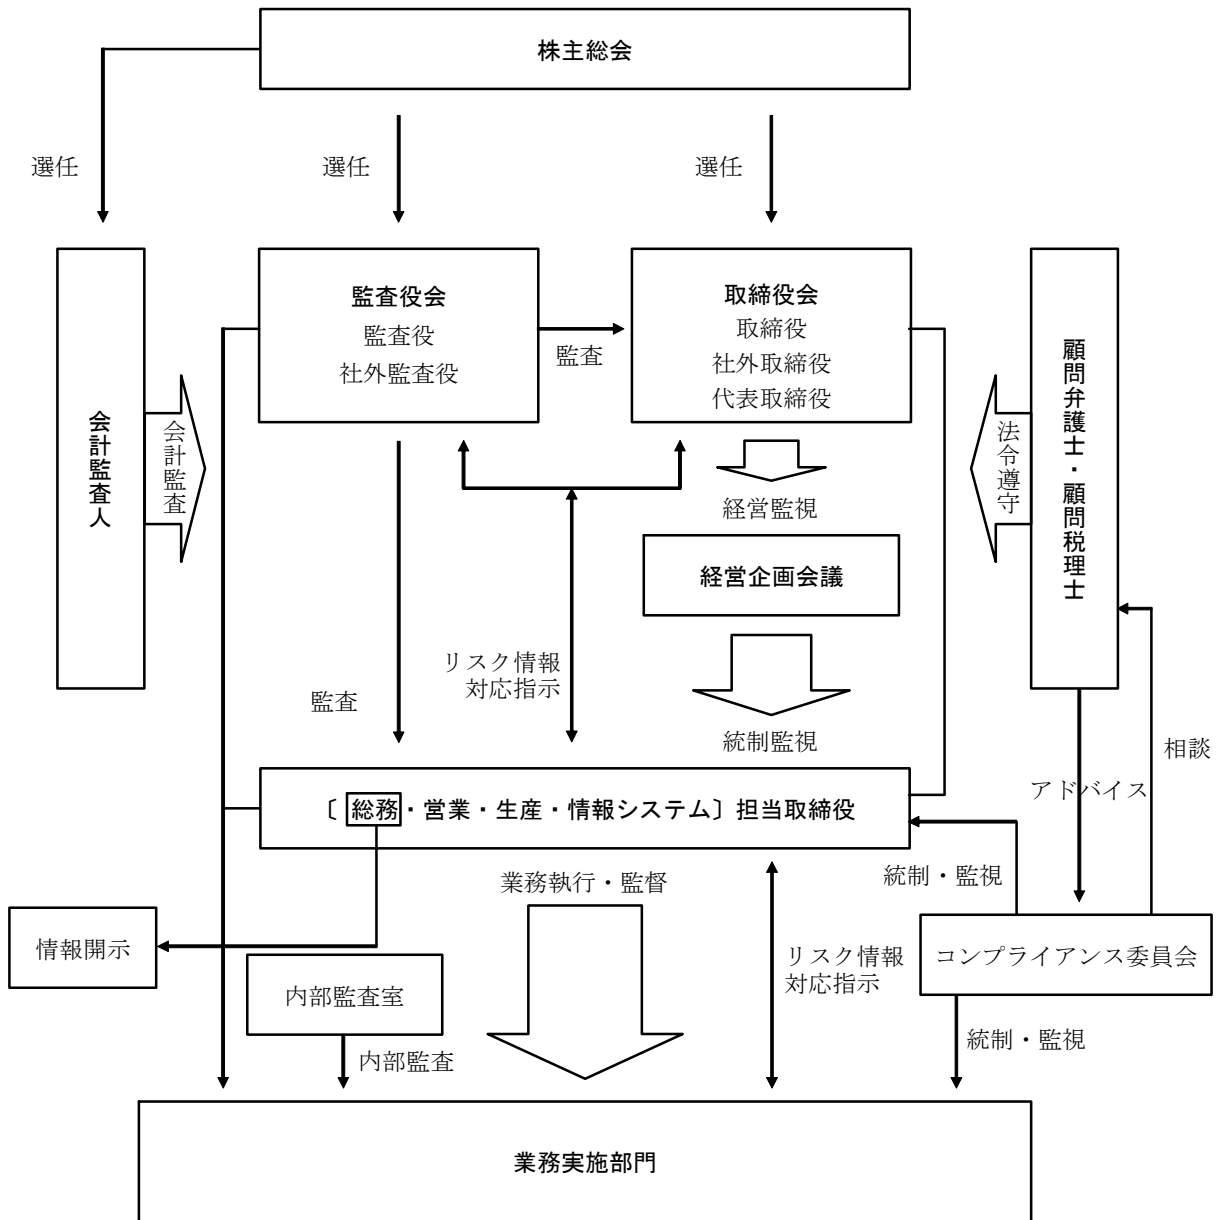 株主総会
選任
選任
選任
監査役会
監査役
社外監査役
監査
取締役会
取締役
社外取締役
代表取締役
会計監査人
会計監査
法令遵守
顧問弁護士・顧問税理士
経営監視
経営企画会議
リスク情報
対応指示
監査
統制監視
相談
アドバイス
〔 総務・営業・生産・情報システム〕担当取締役
業務執行・監督
統制・監視
情報開示
内部監査室
リスク情報
対応指示
コンプライアンス委員会
内部監査
統制・監視
業務実施部門